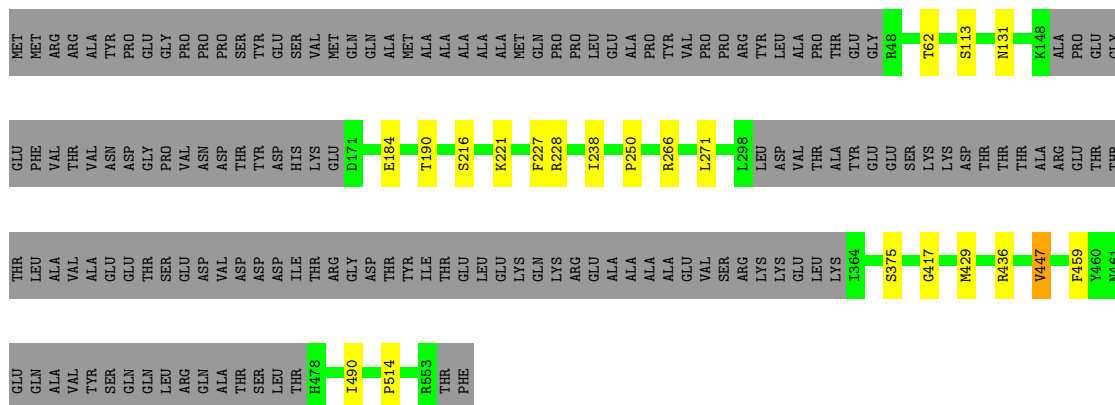 MET MET ARG ARG ALA TYR PRO GLU GLY PRO PRO PRO SER TYR GLU SER VAL MET GLN GLN ALA MET ALA ALA ALA ALA ALA MET GLN PRO PRO LEU GLU ALA PRO TYR VAL PRO PRO ARG TYR LEU ALA PRO THR GLU GLY R48 T62 S113 N131 K148 ALA PRO GLU GLY
GLU PHE VAL THR VAL ASN ASP GLY PRO VAL ASN ASP THR TYR ASP HIS LYS GLU D171 E184 T190 S216 K221 F227 R228 I238 P250 R266 L271 L298 LEU ASP VAL THR ALA TYR GLU GLU SER LYS LYS ASP THR THR THR ALA ARG GLU THR THR
THR LEU ALA VAL ALA GLU GLU THR SER GLU ASP VAL ASP ASP ASP ILE THR ARG GLY ASP THR TYR ILE THR GLU LEU GLU LYS GLN LYS ARG GLU ALA ALA ALA ALA GLU VAL SER ARG LYS LYS GLU LEU LYS I364 S375 G417 M429 R436 V447 F459 Y460 N461
GLU GLN ALA VAL TYR SER GLN GLN LEU ARG GLN ALA THR SER LEU THR H478 I490 P514 R553 THR PHE